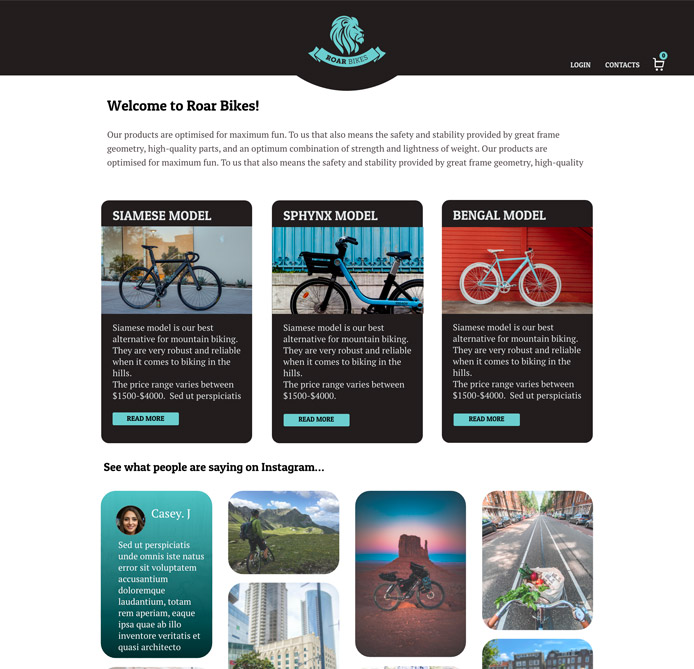 ROAR BIKES
LOGIN
CONTACTS
0
Welcome to Roar Bikes!
Our products are optimised for maximum fun. To us that also means the safety and stability provided by great frame
geometry, high-quality parts, and an optimum combination of strength and lightness of weight. Our products are
optimised for maximum fun. To us that also means the safety and stability provided by great frame geometry, high-quality
SIAMESE MODEL
Siamese model is our best
alternative for mountain biking.
They are very robust and reliable
when it comes to biking in the
hills.
The price range varies between
$1500-$4000.  Sed ut perspiciatis
READ MORE
SPHYNX MODEL
Siamese model is our best
alternative for mountain biking.
They are very robust and reliable
when it comes to biking in the
hills.
The price range varies between
$1500-$4000.
READ MORE
BENGAL MODEL
Siamese model is our best
alternative for mountain biking.
They are very robust and reliable
when it comes to biking in the
hills.
The price range varies between
$1500-$4000.  Sed ut perspiciatis
READ MORE
See what people are saying on Instagram...
Casey. J
Sed ut perspiciatis
unde omnis iste natus
error sit voluptatem
accusantium
doloremque
laudantium, totam
rem aperiam, eaque
ipsa quae ab illo
inventore veritatis et
quasi architecto